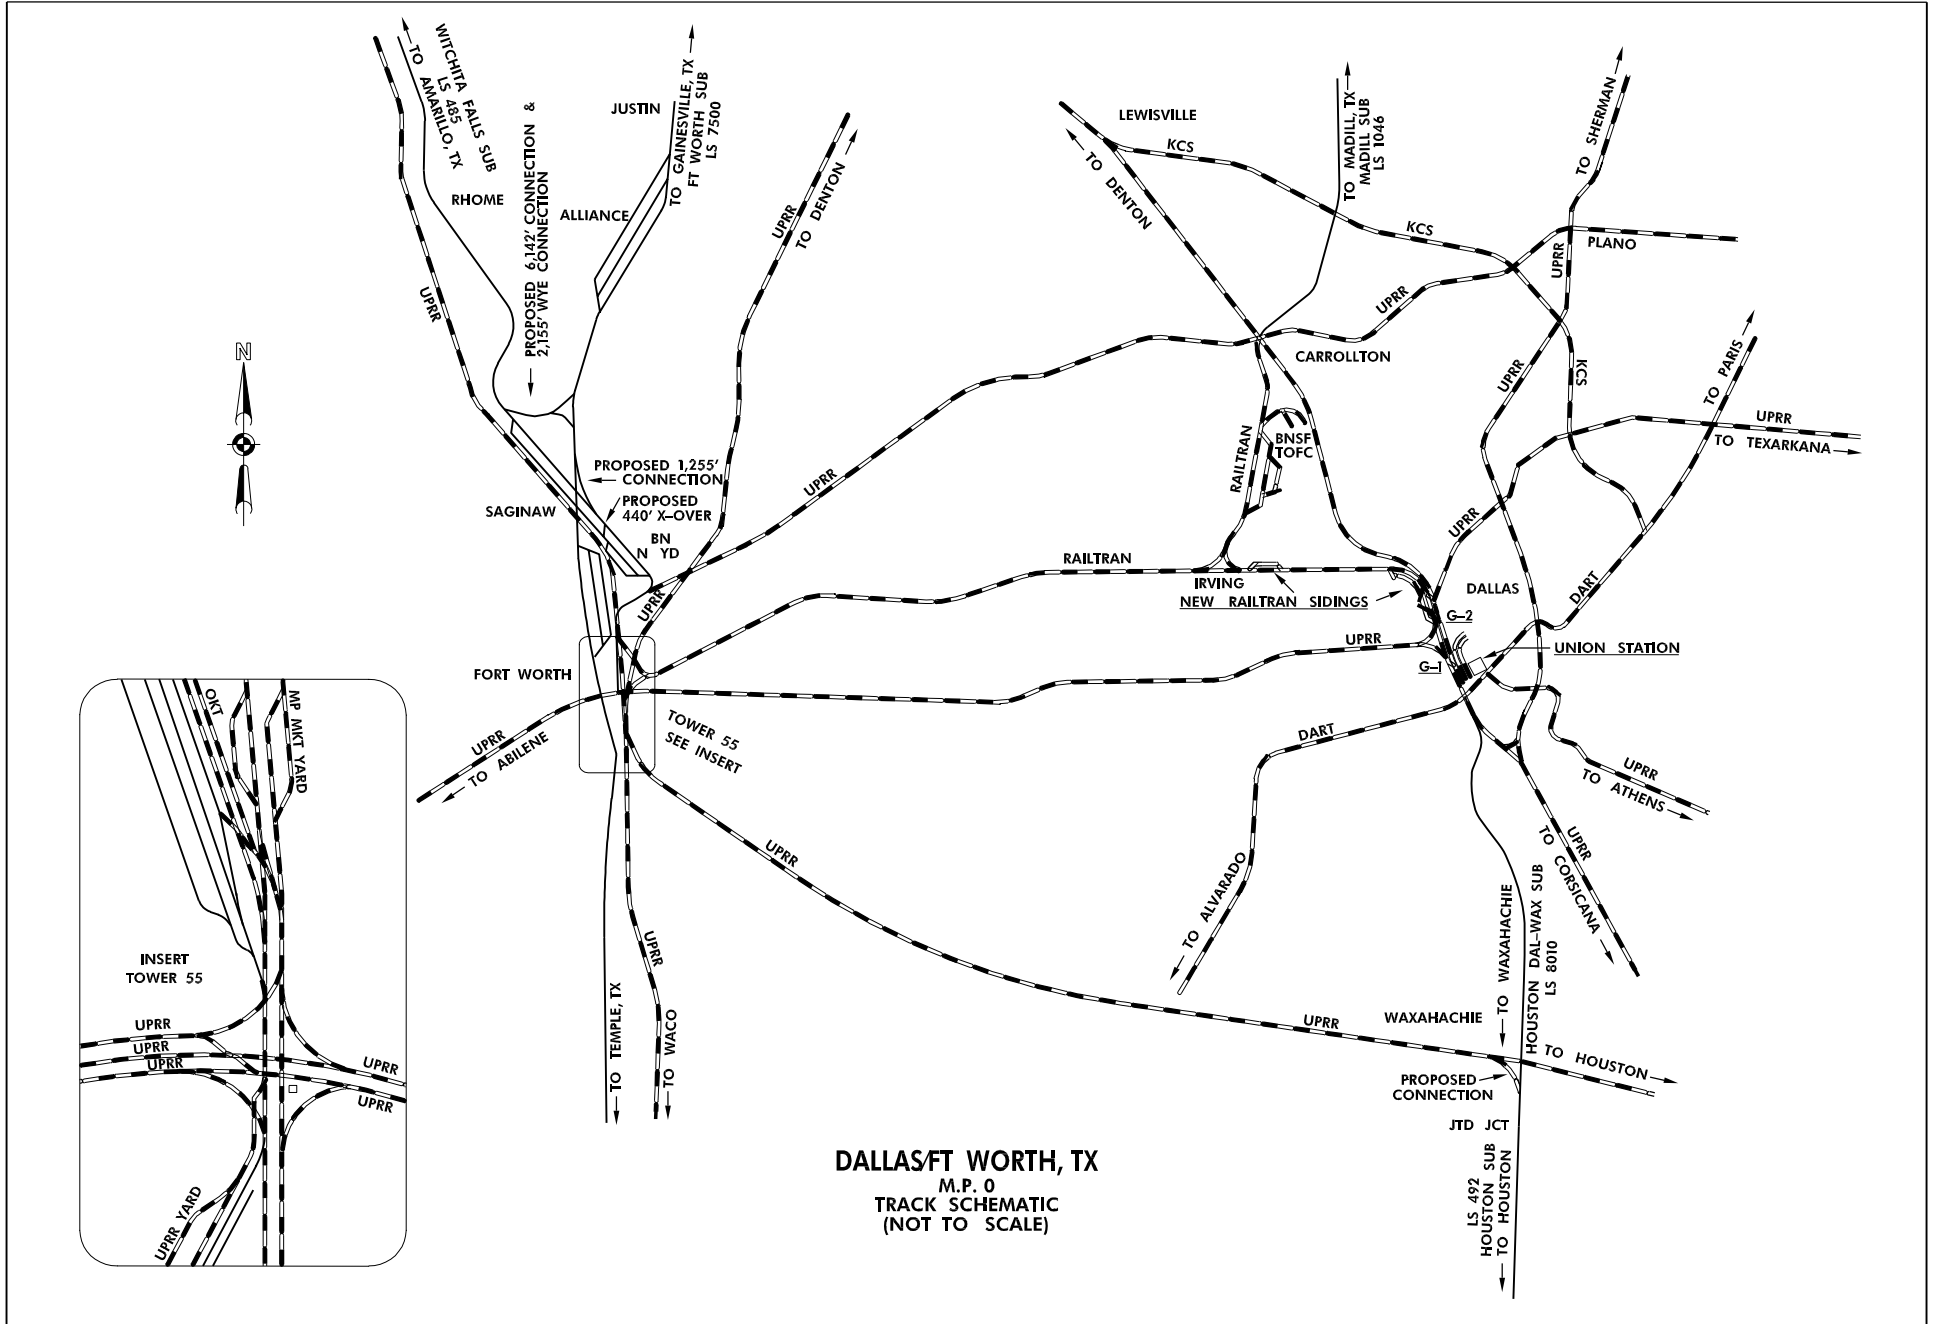 WITCHITA FALLS SUB
LS 485
TO AMARILLO, TX
PROPOSED 6,142' CONNECTION &
2,155' WYE CONNECTION
JUSTIN
TO GAINESVILLE, TX
FT WORTH SUB
LS 7500
RHOME
ALLIANCE
UPRR
TO DENTON
UPRR
N
LEWISVILLE
KCS
TO DENTON
TO MADILL, TX
MADILL SUB
LS 1046
KCS
TO SHERMAN
UPRR
PLANO
UPRR
CARROLLTON
UPRR
KCS
TO PARIS
UPRR
TO TEXARKANA
PROPOSED 1,255'
CONNECTION
PROPOSED
440' X-OVER
SAGINAW
BN
N YD
UPRR
RAILTRAN
BNSF
TOFC
UPRR
RAILTRAN
IRVING
NEW RAILTRAN SIDINGS
DALLAS
DART
G-2
UPRR
UPRR
G-1
UNION STATION
FORT WORTH
TOWER 55
SEE INSERT
UPRR
TO ABILENE
DART
UPRR
TO ATHENS
UPRR
TO CORSICANA
UPRR
TO ALVARADO
TO WAXAHACHIE
HOUSTON DAL-WAX SUB
LS 8010
UPRR
TO TEMPLE, TX
TO WACO
UPRR
WAXAHACHIE
TO HOUSTON
PROPOSED
CONNECTION
JTD JCT
LS 492
HOUSTON SUB
TO HOUSTON
OKT
MP MKT YARD
INSERT
TOWER 55
UPRR
UPRR
UPRR
UPRR
UPRR
UPRR YARD
DALLAS/FT WORTH, TX
M.P. 0
TRACK SCHEMATIC
(NOT TO SCALE)